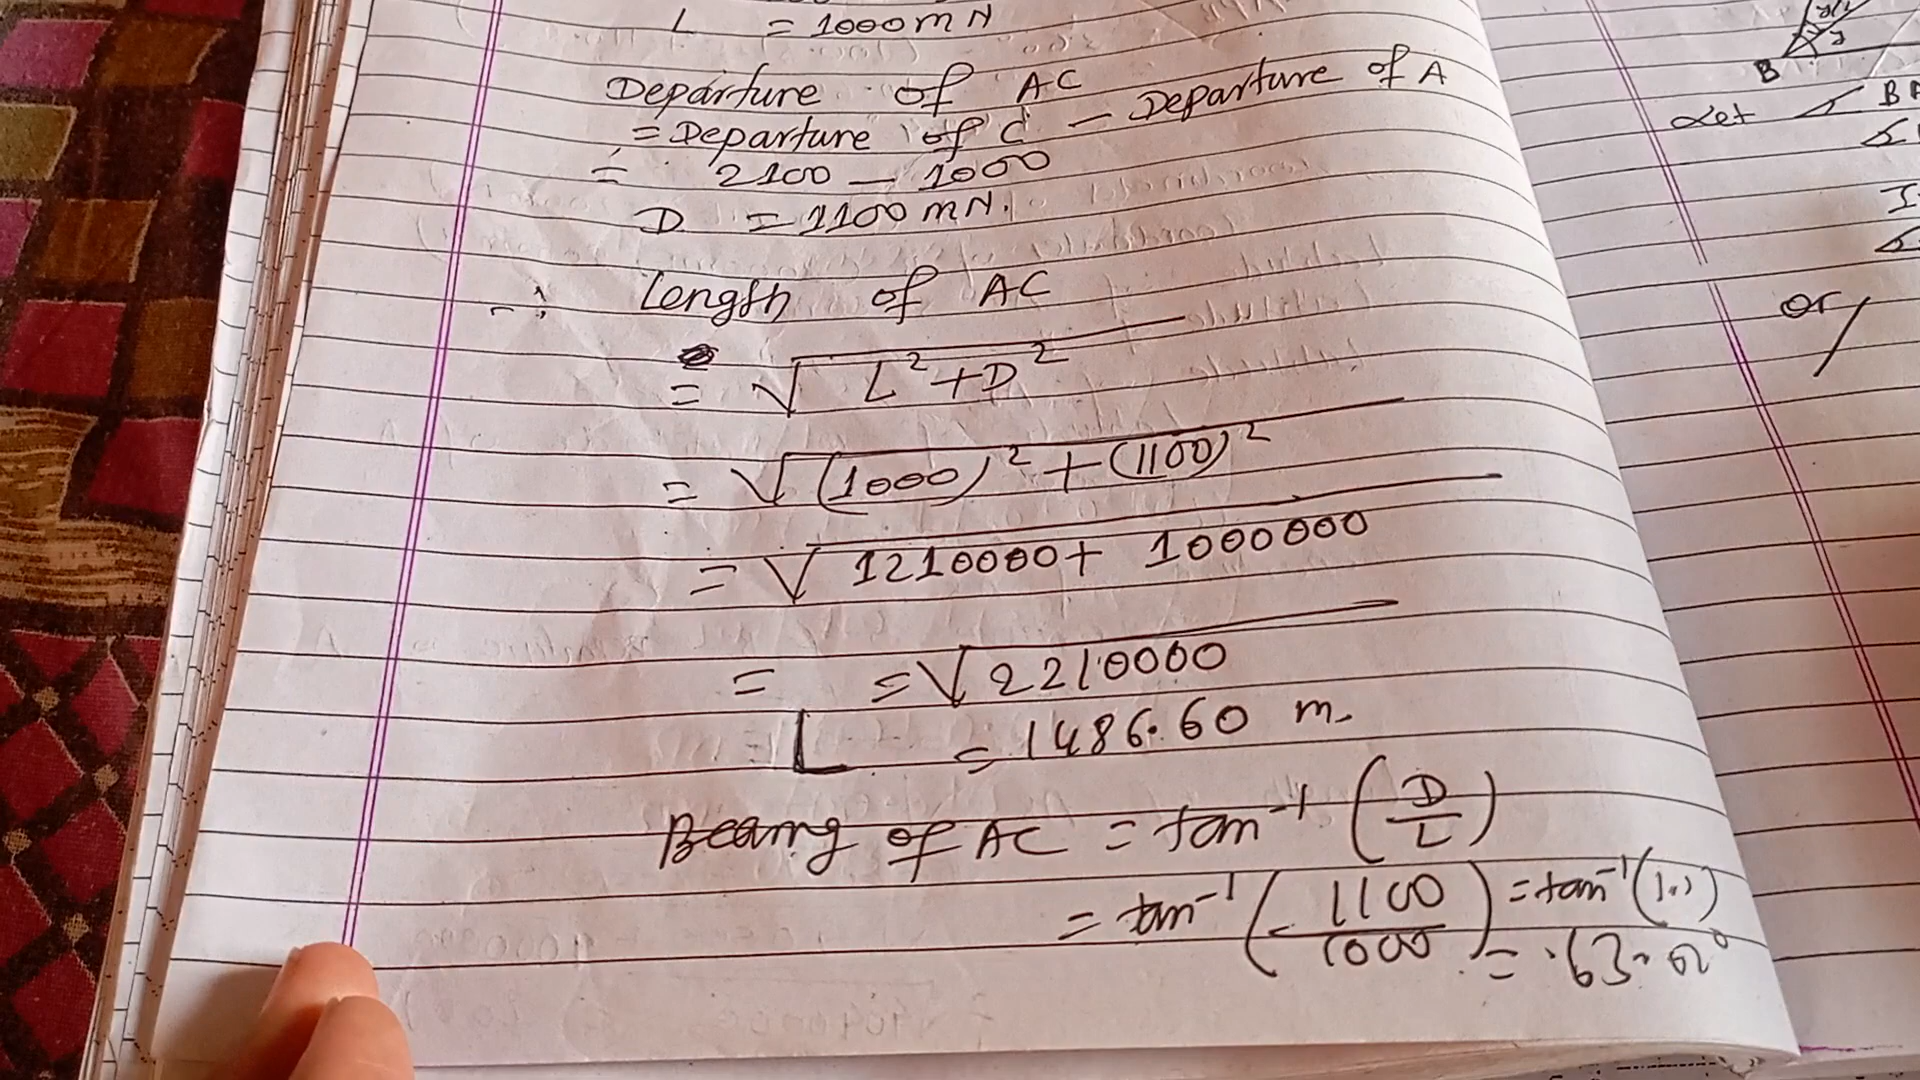 L = 1000 m N
Departure of AC
= Departure of C - Departure of A
= 2100 - 1000
D = 1100 m N.
∴ Length of AC
= √L² + D²
= √(1000)² + (1100)²
= √1210000 + 1000000
= = √2210000
L = 1486.60 m.
Bearing of AC = tan⁻¹ (D/L)
= tan⁻¹ (1100/1000) = tan⁻¹ (1.1)
= 63.02°
B
Let ∠ BA
or/